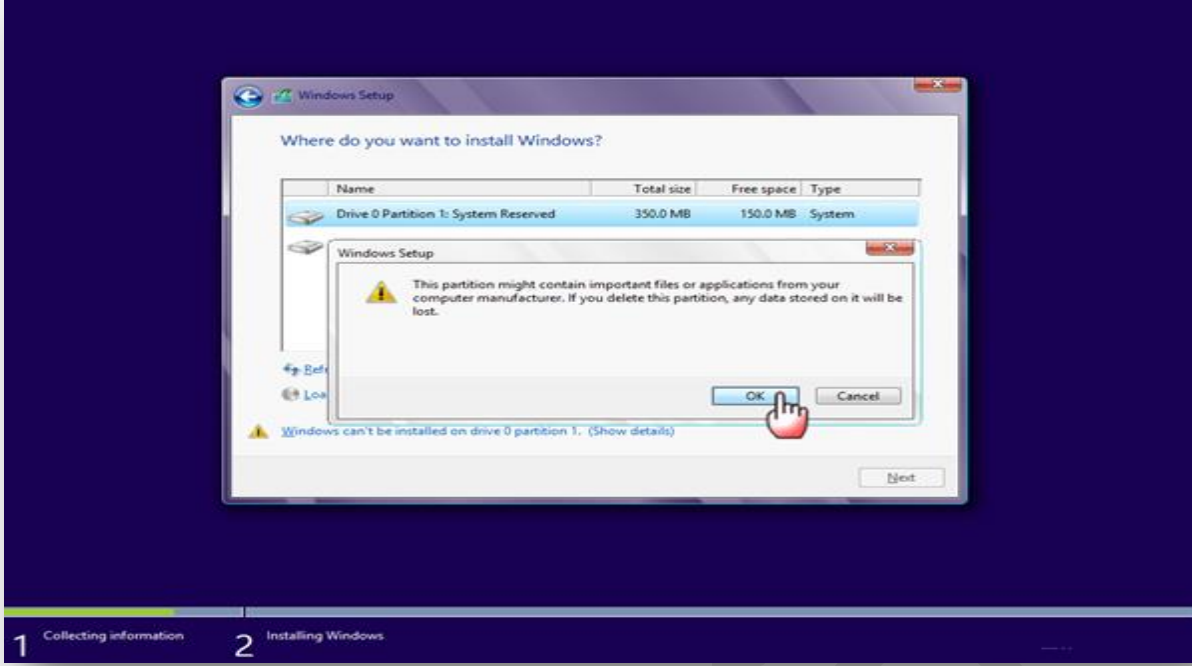 Windows Setup
Where do you want to install Windows?
Name Total size Free space Type
Drive 0 Partition 1: System Reserved 350.0 MB 150.0 MB System
Windows Setup
This partition might contain important files or applications from your
computer manufacturer. If you delete this partition, any data stored on it will be
lost.
OK Cancel
Windows can't be installed on drive 0 partition 1. (Show details)
Next
1 Collecting information 2 Installing Windows